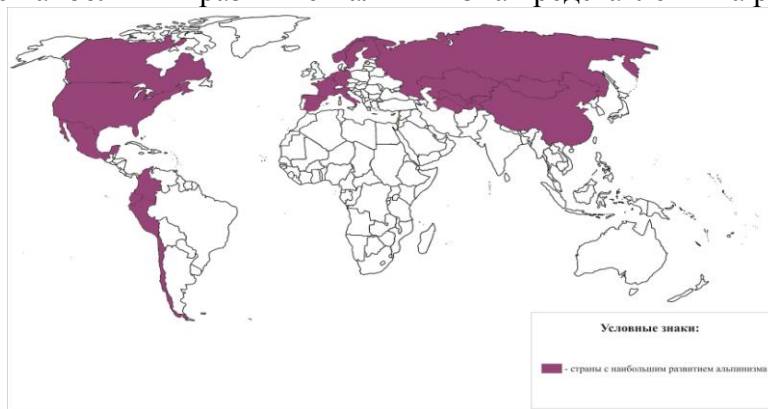 Условные знаки:
- страны с наибольшим развитием альпинизма